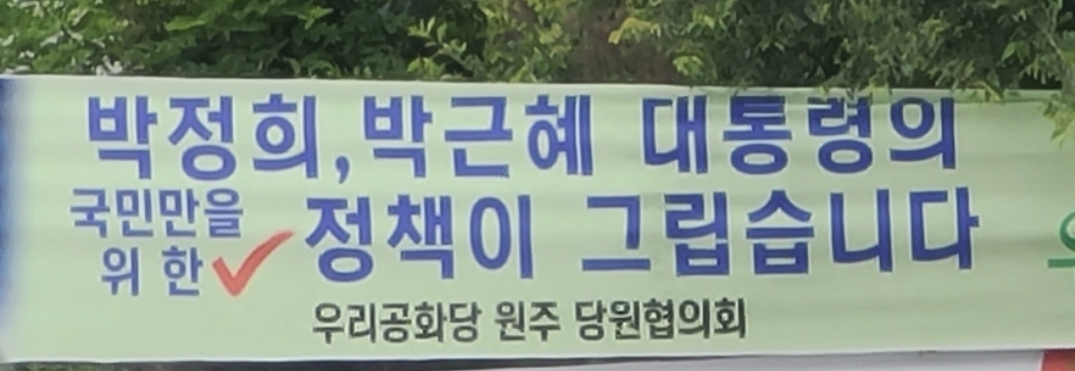 박정희, 박근혜 대통령의
국민만을
위 한
정책이 그립습니다
우리공화당 원주 당원협의회